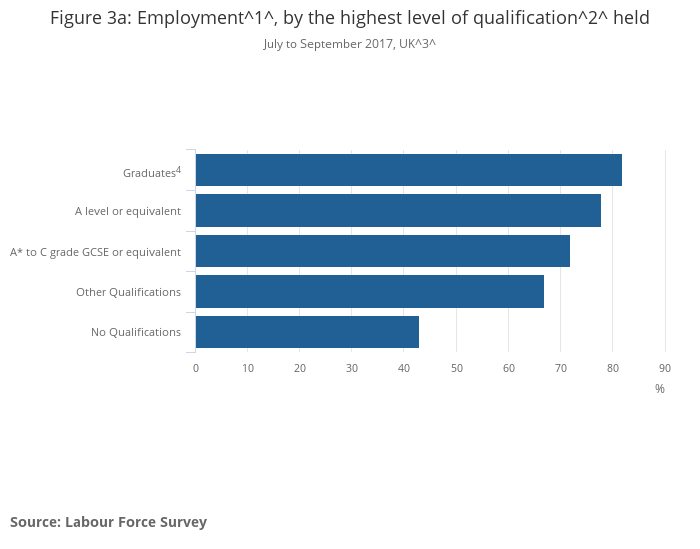 Figure 3a: Employment^1^, by the highest level of qualification^2^ held
July to September 2017, UK^3^
Graduates4
A level or equivalent
A* to C grade GCSE or equivalent
Other Qualifications
No Qualifications
0 10 20 30 40 50 60 70 80 90
%
Source: Labour Force Survey